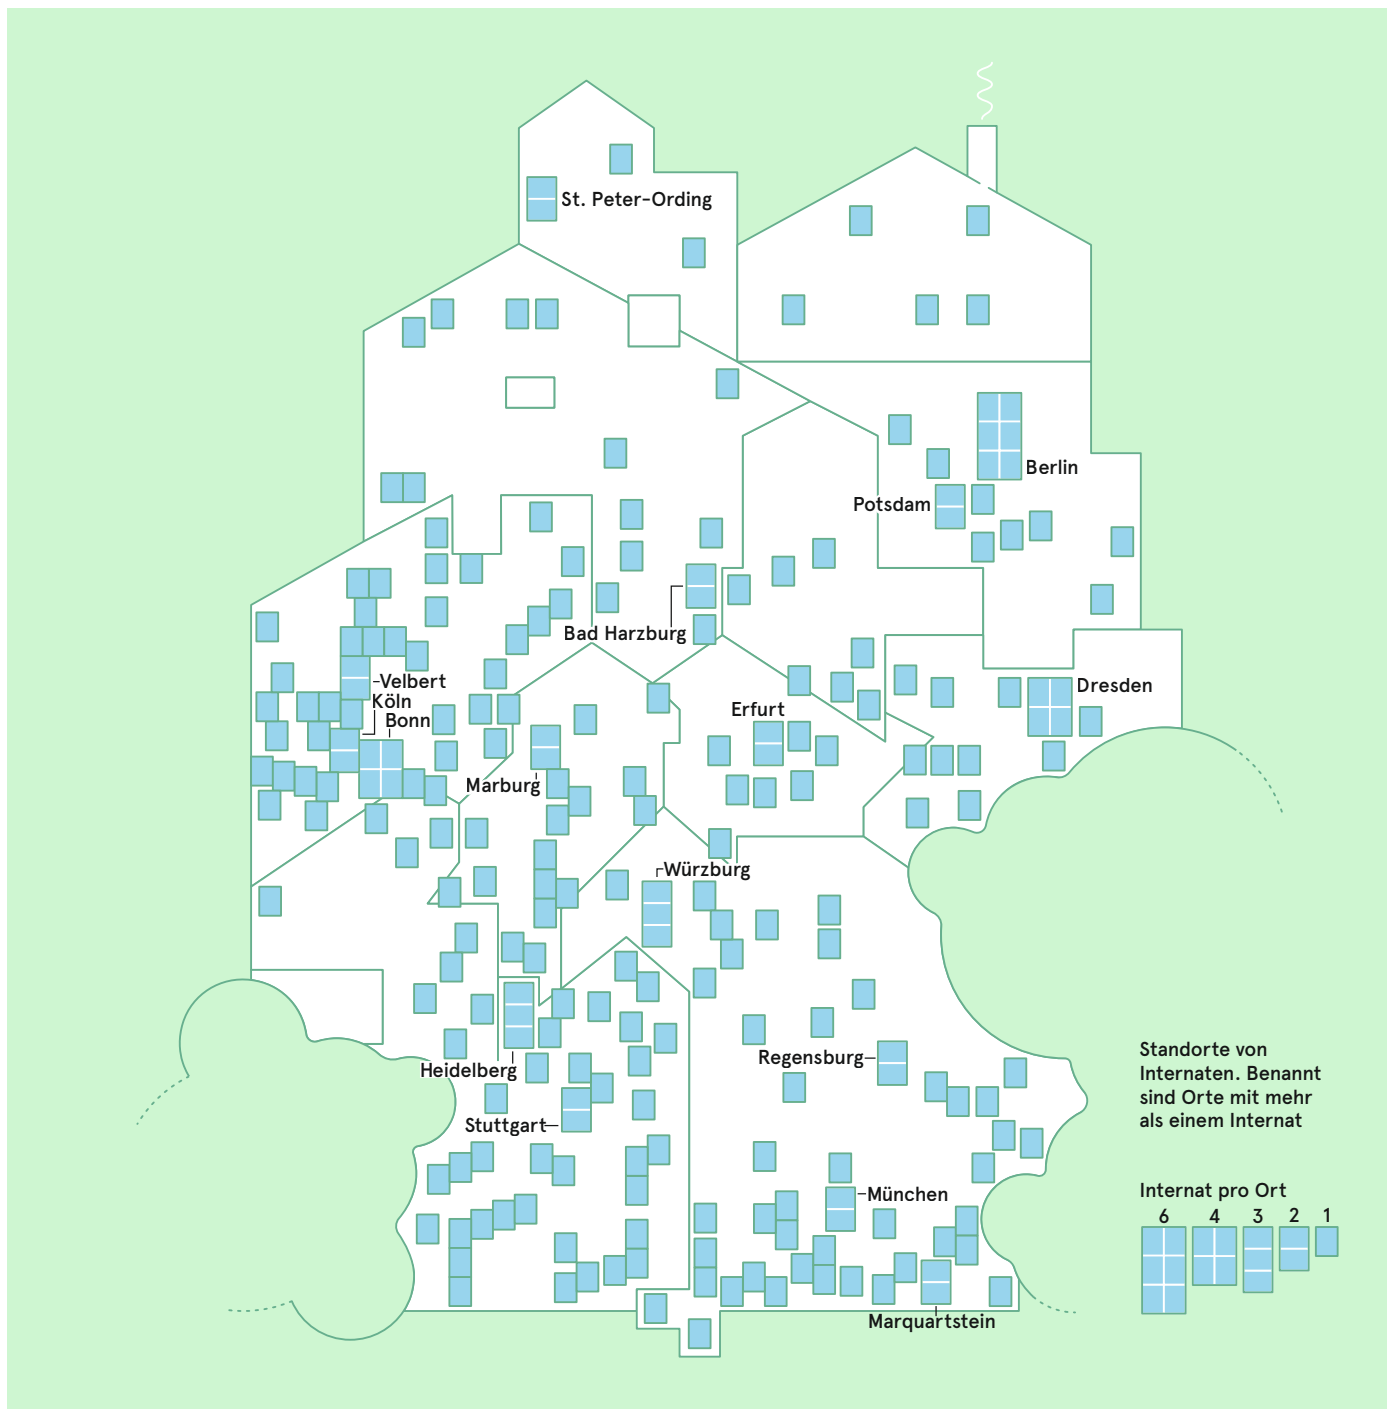 St. Peter-Ording
Berlin
Potsdam
Bad Harzburg
Velbert
Köln
Bonn
Dresden
Erfurt
Marburg
Würzburg
Regensburg
Heidelberg
Stuttgart
München
Marquartstein
Standorte von
Internaten. Benannt
sind Orte mit mehr
als einem Internat
Internat pro Ort
6 4 3 2 1